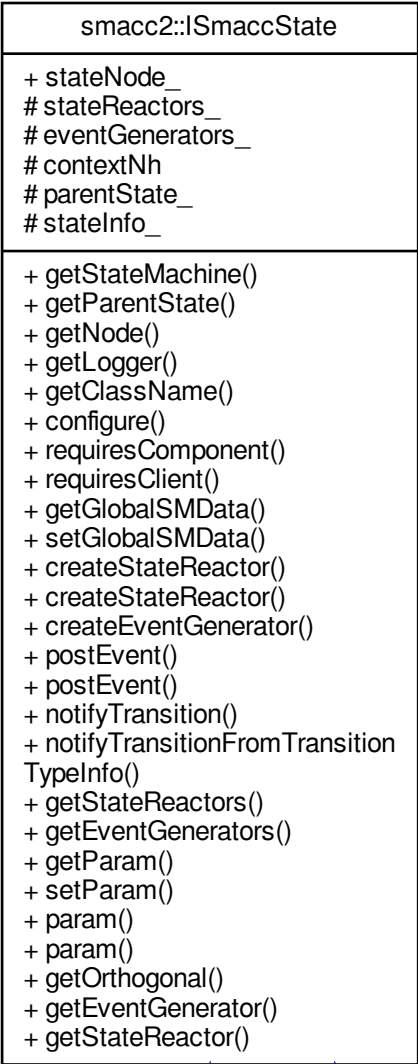 smacc2::ISmaccState
+ stateNode_
# stateReactors_
# eventGenerators_
# contextNh
# parentState_
# stateInfo_
+ getStateMachine()
+ getParentState()
+ getNode()
+ getLogger()
+ getClassName()
+ configure()
+ requiresComponent()
+ requiresClient()
+ getGlobalSMData()
+ setGlobalSMData()
+ createStateReactor()
+ createStateReactor()
+ createEventGenerator()
+ postEvent()
+ postEvent()
+ notifyTransition()
+ notifyTransitionFromTransition
TypeInfo()
+ getStateReactors()
+ getEventGenerators()
+ getParam()
+ setParam()
+ param()
+ param()
+ getOrthogonal()
+ getEventGenerator()
+ getStateReactor()